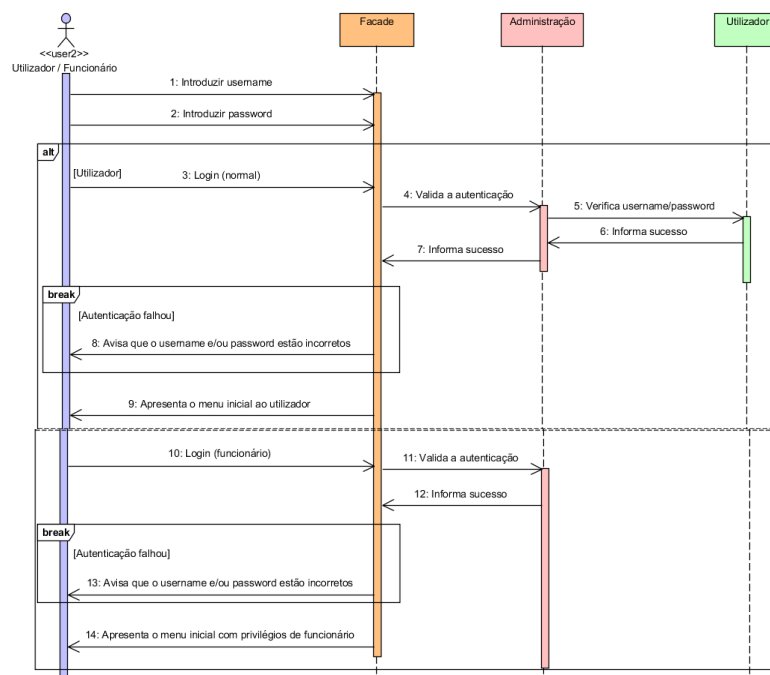 Facade
Administração
Utilizador
<<user2>>
Utilizador / Funcionário
1: Introduzir username
2: Introduzir password
alt
[Utilizador]
3: Login (normal)
4: Valida a autenticação
5: Verifica username/password
6: Informa sucesso
7: Informa sucesso
break
[Autenticação falhou]
8: Avisa que o username e/ou password estão incorretos
9: Apresenta o menu inicial ao utilizador
10: Login (funcionário)
11: Valida a autenticação
12: Informa sucesso
break
[Autenticação falhou]
13: Avisa que o username e/ou password estão incorretos
14: Apresenta o menu inicial com privilégios de funcionário